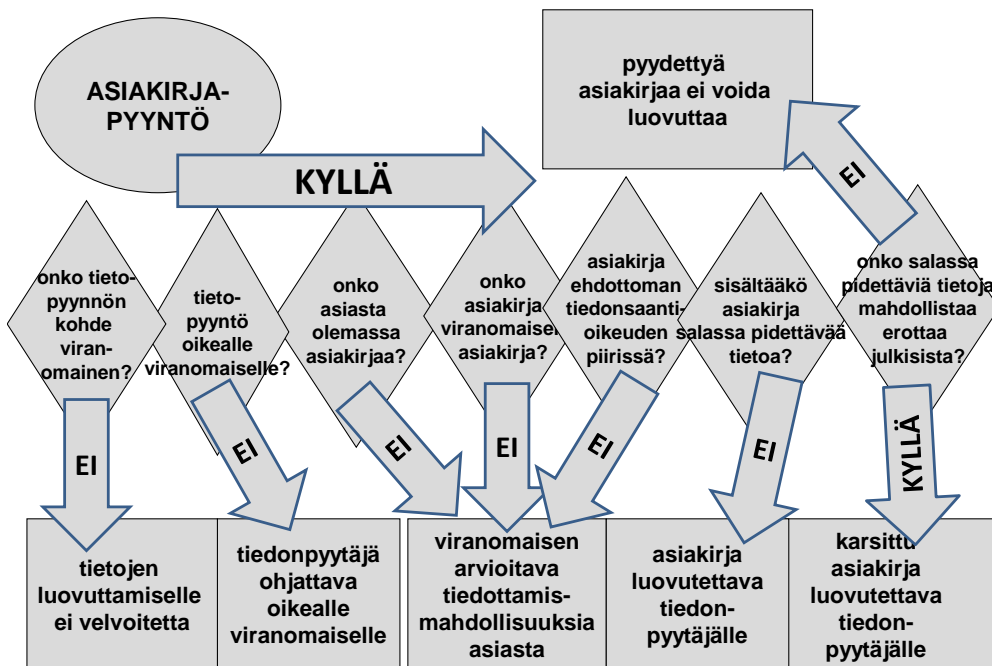 ASIAKIRJA-
PYYNTÖ
pyydettyä
asiakirjaa ei voida
luovuttaa
KYLLÄ
EI
onko tieto-
pyynnön
kohde
viran-
omainen?
tieto-
pyyntö
oikealle
viranomaiselle?
onko
asiasta
olemassa
asiakirjaa?
onko
asiakirja
viranomaisen
asiakirja?
asiakirja
ehdottoman
tiedonsaanti-
oikeuden
piirissä?
sisältääkö
asiakirja
salassa pidettävää
tietoa?
onko salassa
pidettäviä tietoja
mahdollistaa
erottaa
julkisista?
EI
EI
EI
EI
EI
EI
KYLLÄ
tietojen
luovuttamiselle
ei velvoitetta
tiedonpyytäjä
ohjattava
oikealle
viranomaiselle
viranomaisen
arvioitava
tiedottamis-
mahdollisuuksia
asiasta
asiakirja
luovutettava
tiedon-
pyytäjälle
karsittu
asiakirja
luovutettava
tiedon-
pyytäjälle